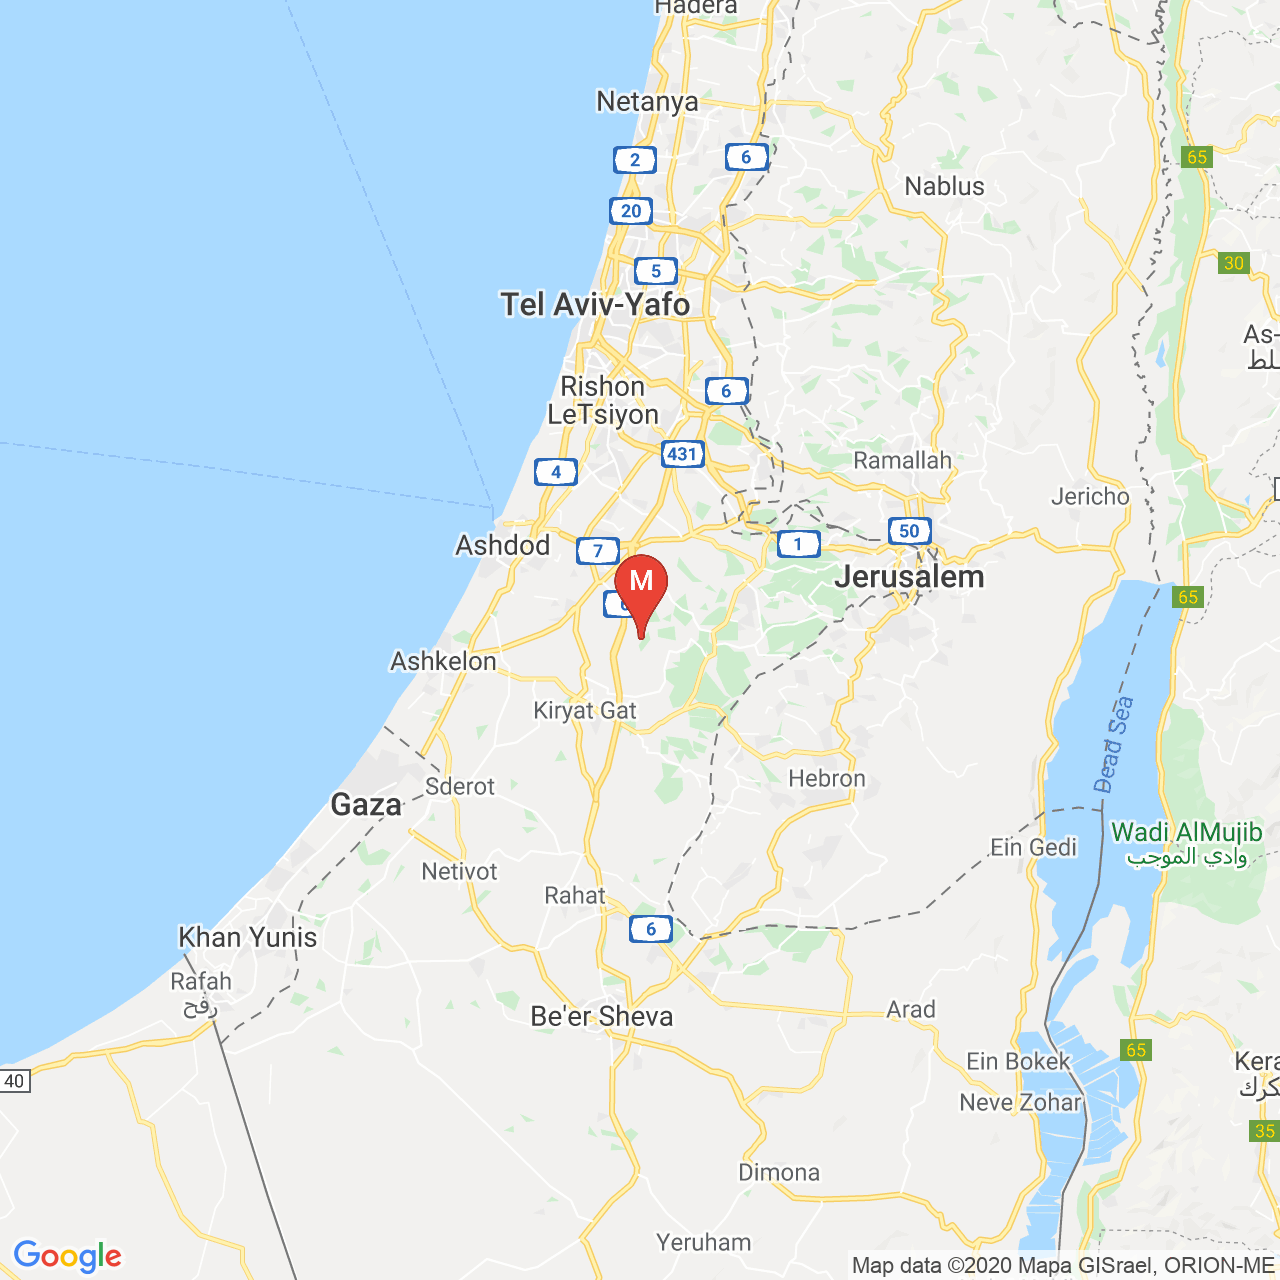 Hadera
Netanya
2
6
65
Nablus
20
30
5
Tel Aviv-Yafo
As-
Rishon
LeTsiyon
6
431
Ramallah
4
Jericho
50
1
Ashdod
7
M
Jerusalem
65
Ashkelon
Kiryat Gat
Dead Sea
Hebron
Sderot
Gaza
Wadi AlMujib
وادي الموجب
Ein Gedi
Netivot
Rahat
6
Khan Yunis
Rafah
رفح
Be'er Sheva
Arad
65
Ein Bokek
Kera
40
Neve Zohar
35
Dimona
Yeruham
Google
Map data ©2020 Mapa GISrael, ORION-ME